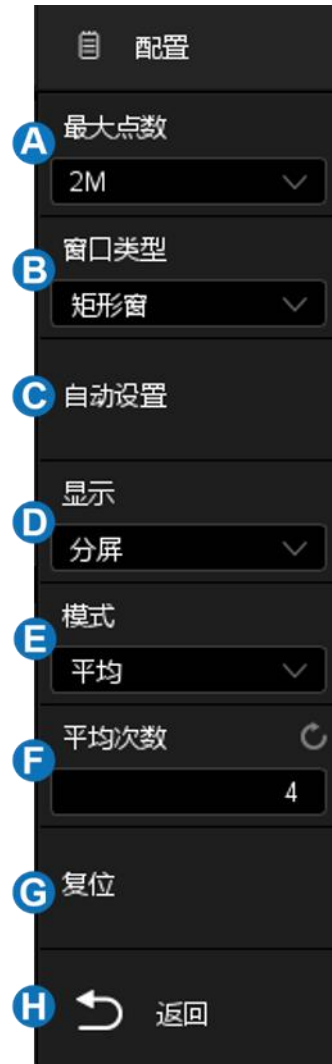 配置
A 最大点数
2M
B 窗口类型
矩形窗
C 自动设置
D 显示
分屏
E 模式
平均
F 平均次数
4
G 复位
H 返回